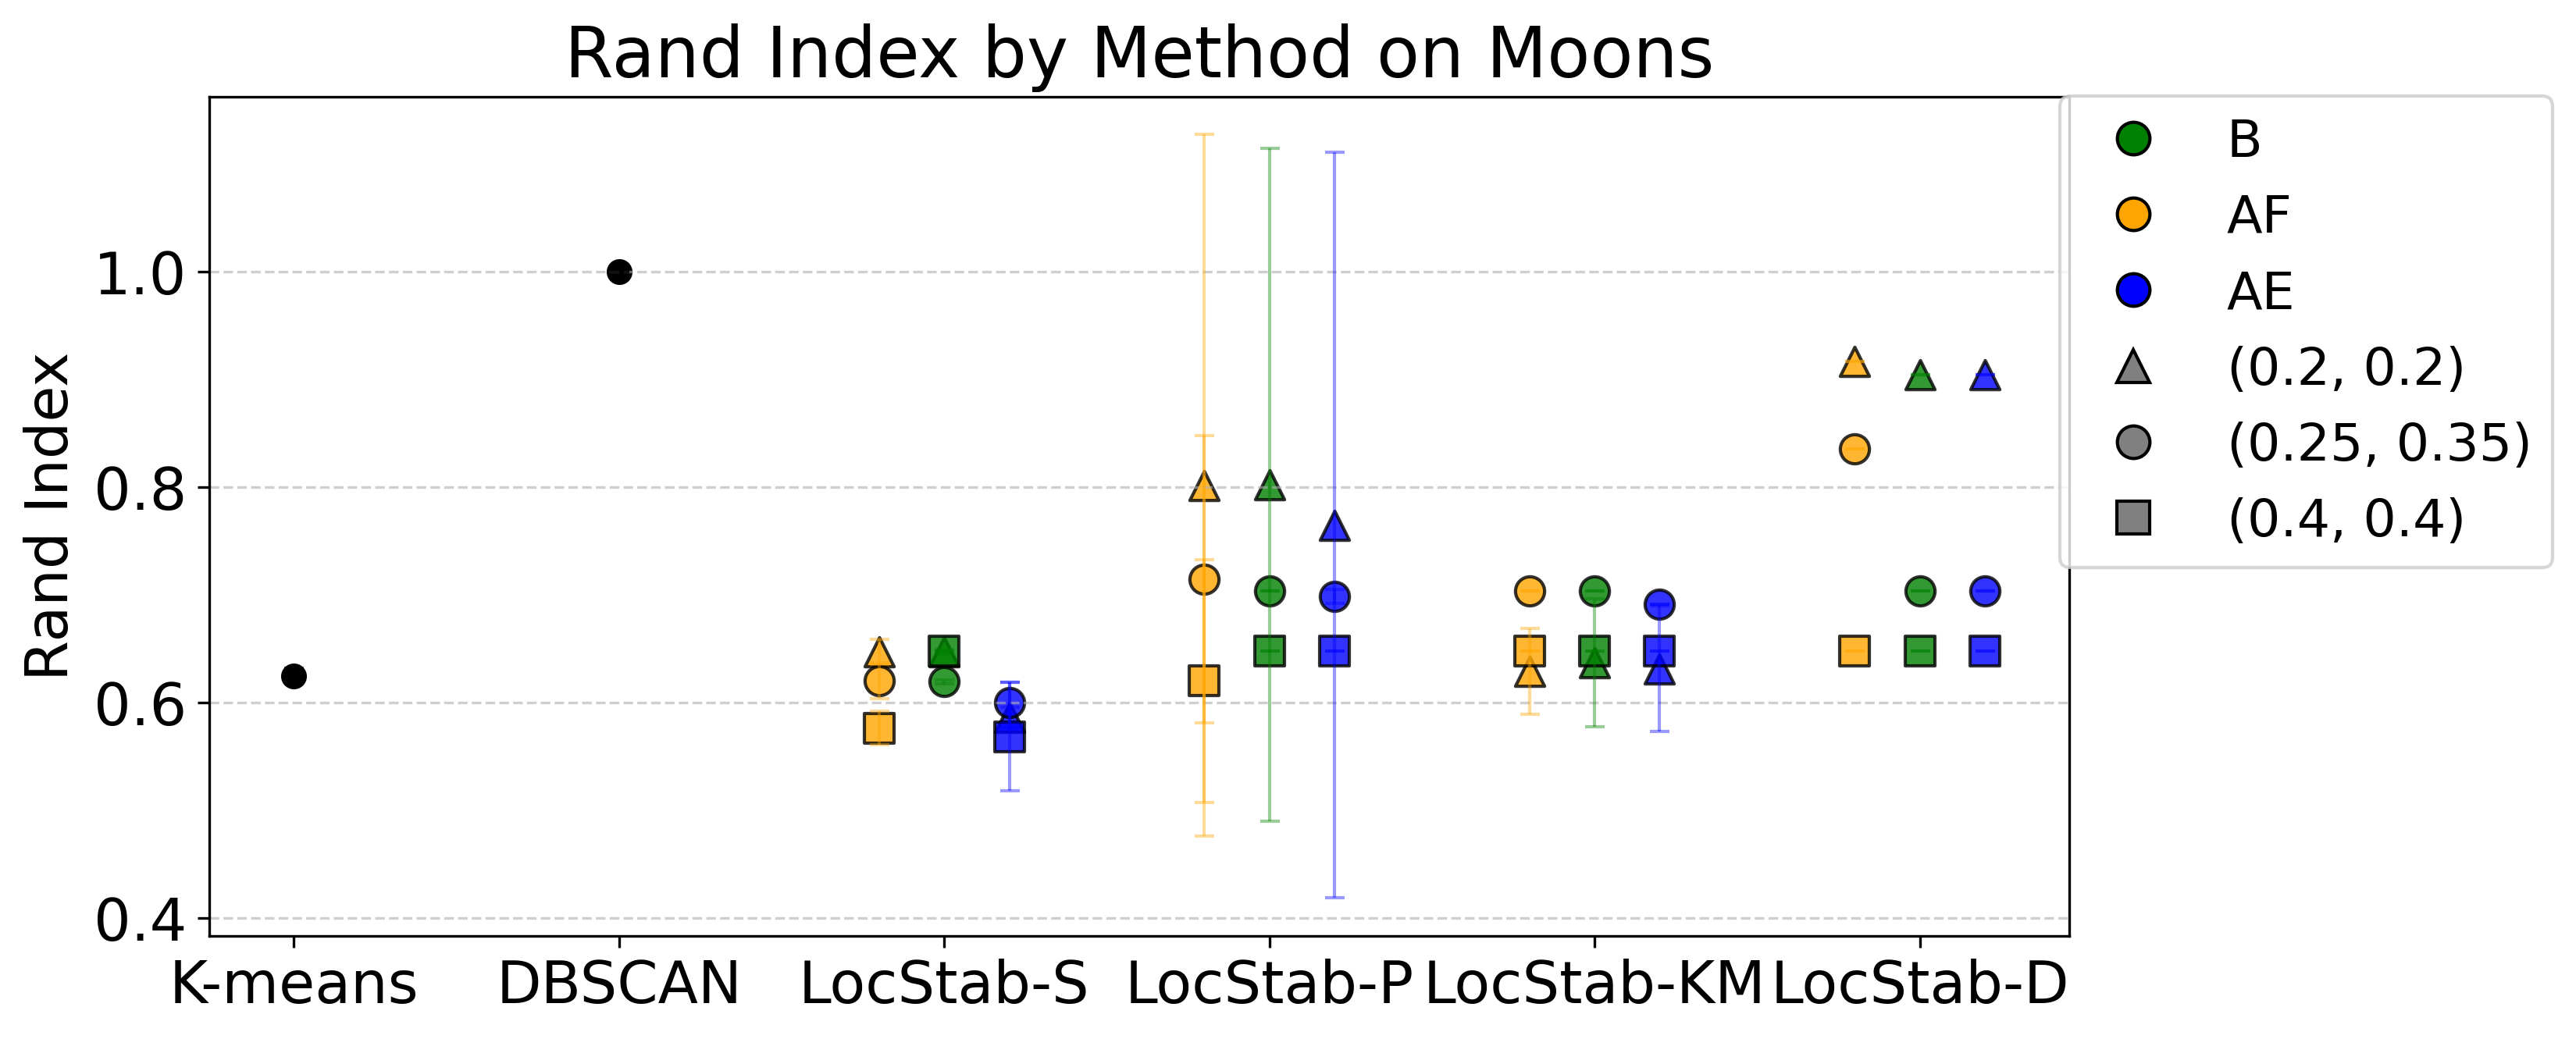 Rand Index by Method on Moons
Rand Index
1.0
0.8
0.6
0.4
K-means
DBSCAN
LocStab-S
LocStab-P
LocStab-KM
LocStab-D
B
AF
AE
(0.2, 0.2)
(0.25, 0.35)
(0.4, 0.4)